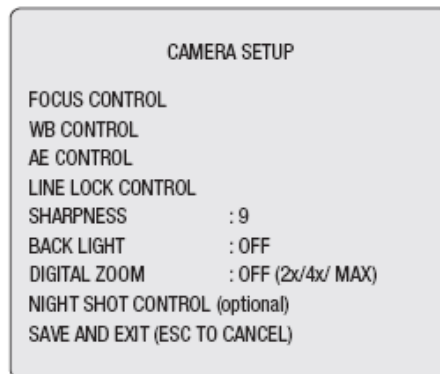 CAMERA SETUP
FOCUS CONTROL
WB CONTROL
AE CONTROL
LINE LOCK CONTROL
SHARPNESS : 9
BACK LIGHT : OFF
DIGITAL ZOOM : OFF (2x/4x/ MAX)
NIGHT SHOT CONTROL (optional)
SAVE AND EXIT (ESC TO CANCEL)